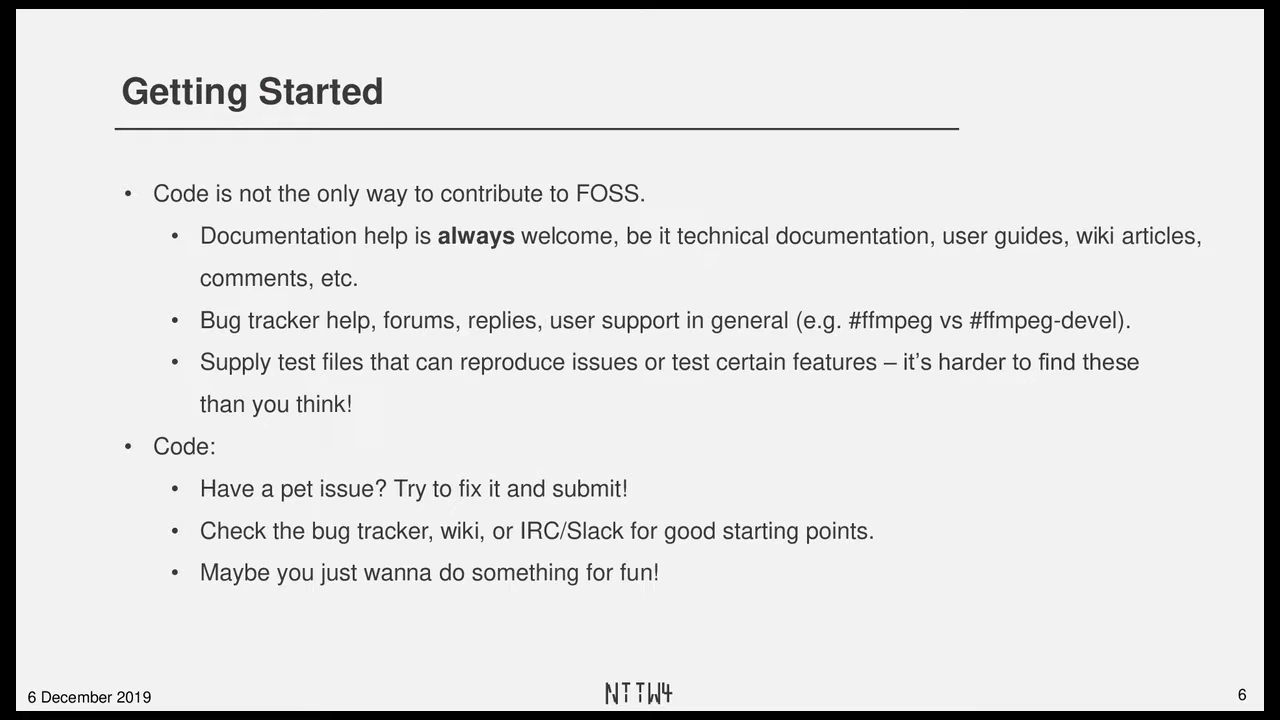 Getting Started
• Code is not the only way to contribute to FOSS.
• Documentation help is always welcome, be it technical documentation, user guides, wiki articles,
comments, etc.
• Bug tracker help, forums, replies, user support in general (e.g. #ffmpeg vs #ffmpeg-devel).
• Supply test files that can reproduce issues or test certain features – it’s harder to find these
than you think!
• Code:
• Have a pet issue? Try to fix it and submit!
• Check the bug tracker, wiki, or IRC/Slack for good starting points.
• Maybe you just wanna do something for fun!
6 December 2019
NTTW4
6